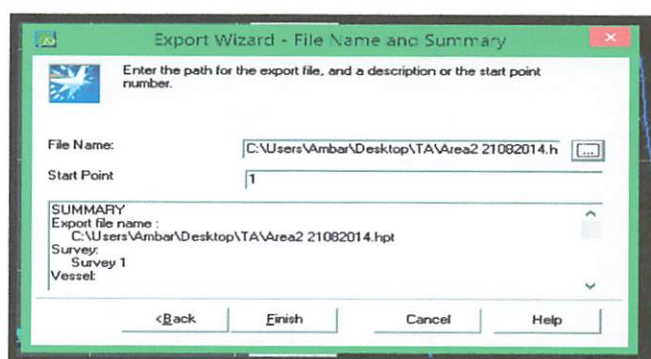 Export Wizard - File Name and Summary
Enter the path for the export file, and a description or the start point
number.
File Name:
C:\Users\Ambar\Desktop\TA\Area2 21082014.h
...
Start Point
1
SUMMARY
Export file name :
C:\Users\Ambar\Desktop\TA\Area2 21082014.hpt
Survey:
Survey 1
Vessel:
<Back Finish Cancel Help